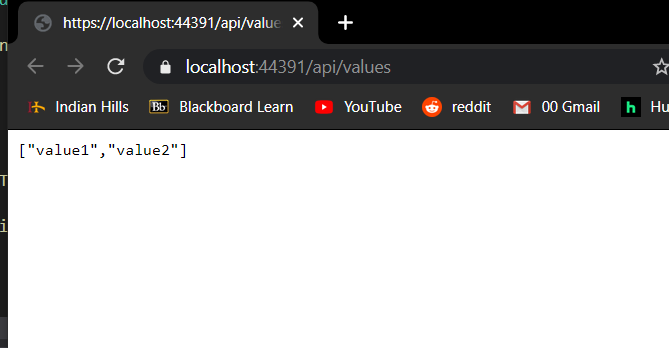 https://localhost:44391/api/value
localhost:44391/api/values
Indian Hills Bb Blackboard Learn YouTube reddit 00 Gmail h Hu
["value1","value2"]